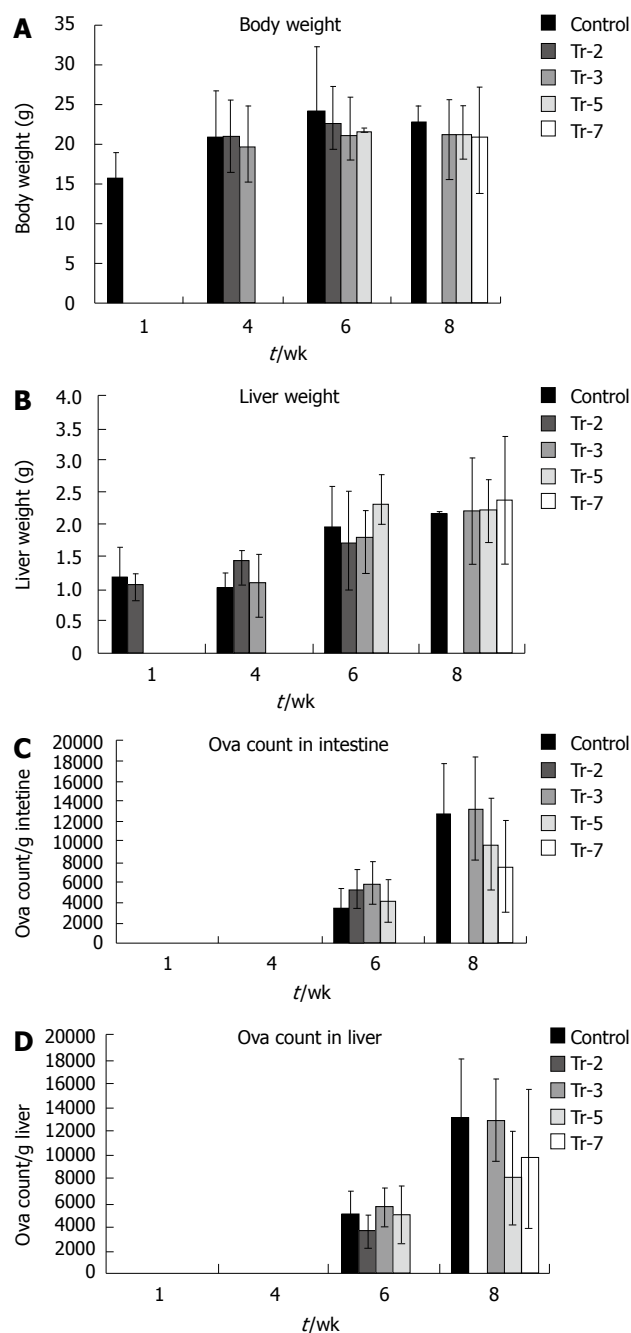 A
Body weight
Body weight (g)
35
30
25
20
15
10
5
0
1 4 6 8
t/wk
Control
Tr-2
Tr-3
Tr-5
Tr-7
B
Liver weight
Liver weight (g)
4.0
3.5
3.0
2.5
2.0
1.5
1.0
0.5
0
1 4 6 8
t/wk
Control
Tr-2
Tr-3
Tr-5
Tr-7
C
Ova count in intestine
Ova count/g intetine
20000
18000
16000
14000
12000
10000
8000
6000
4000
2000
0
1 4 6 8
t/wk
Control
Tr-2
Tr-3
Tr-5
Tr-7
D
Ova count in liver
Ova count/g liver
20000
18000
16000
14000
12000
10000
8000
6000
4000
2000
0
1 4 6 8
t/wk
Control
Tr-2
Tr-3
Tr-5
Tr-7